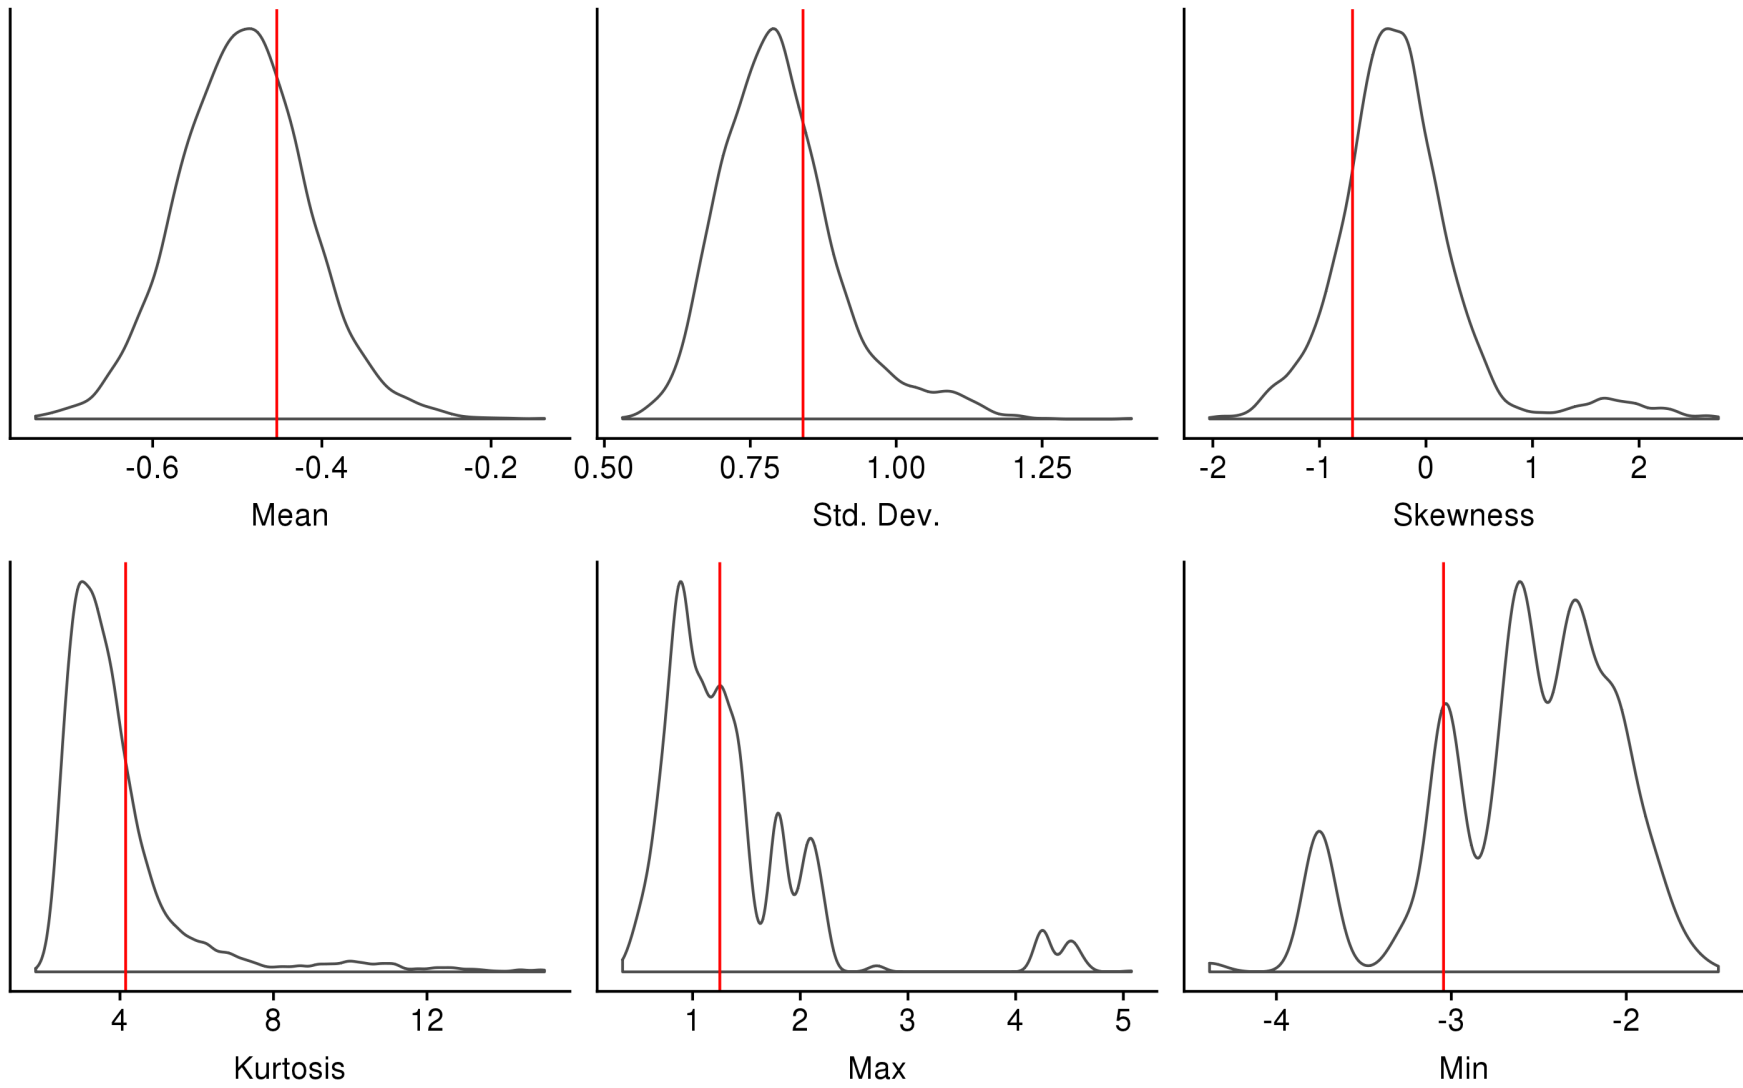 -0.6 -0.4 -0.2
Mean
0.50 0.75 1.00 1.25
Std. Dev.
-2 -1 0 1 2
Skewness
4 8 12
Kurtosis
1 2 3 4 5
Max
-4 -3 -2
Min